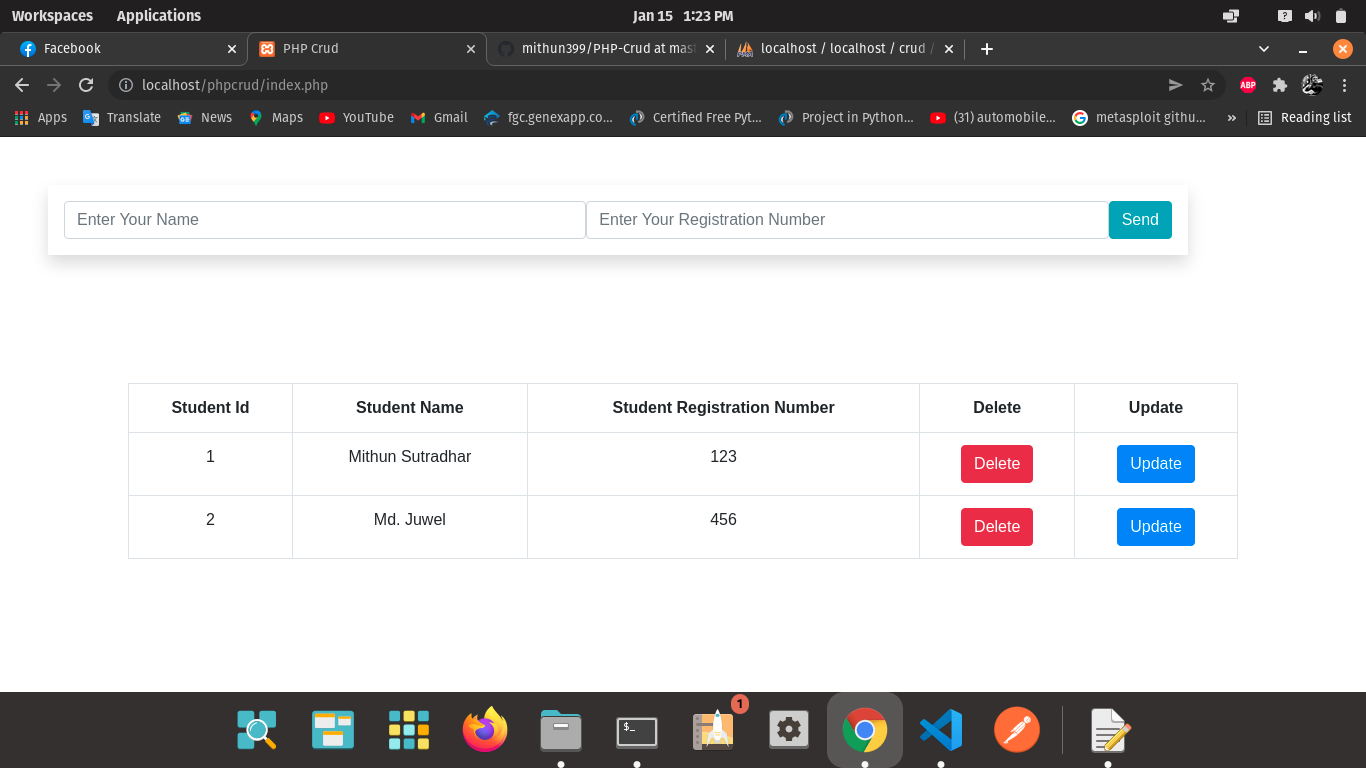 Workspaces Applications Jan 15 1:23 PM
Facebook PHP Crud mithun399/PHP-Crud at mas localhost / localhost / crud /
localhost/phpcrud/index.php ABP
Apps Translate News Maps YouTube Gmail fgc.genexapp.co... Certified Free Pyt... Project in Python... (31) automobile... metasploit githu... » Reading list
Enter Your Name Enter Your Registration Number Send
Student Id Student Name Student Registration Number Delete Update
1 Mithun Sutradhar 123 Delete Update
2 Md. Juwel 456 Delete Update
$_ 1